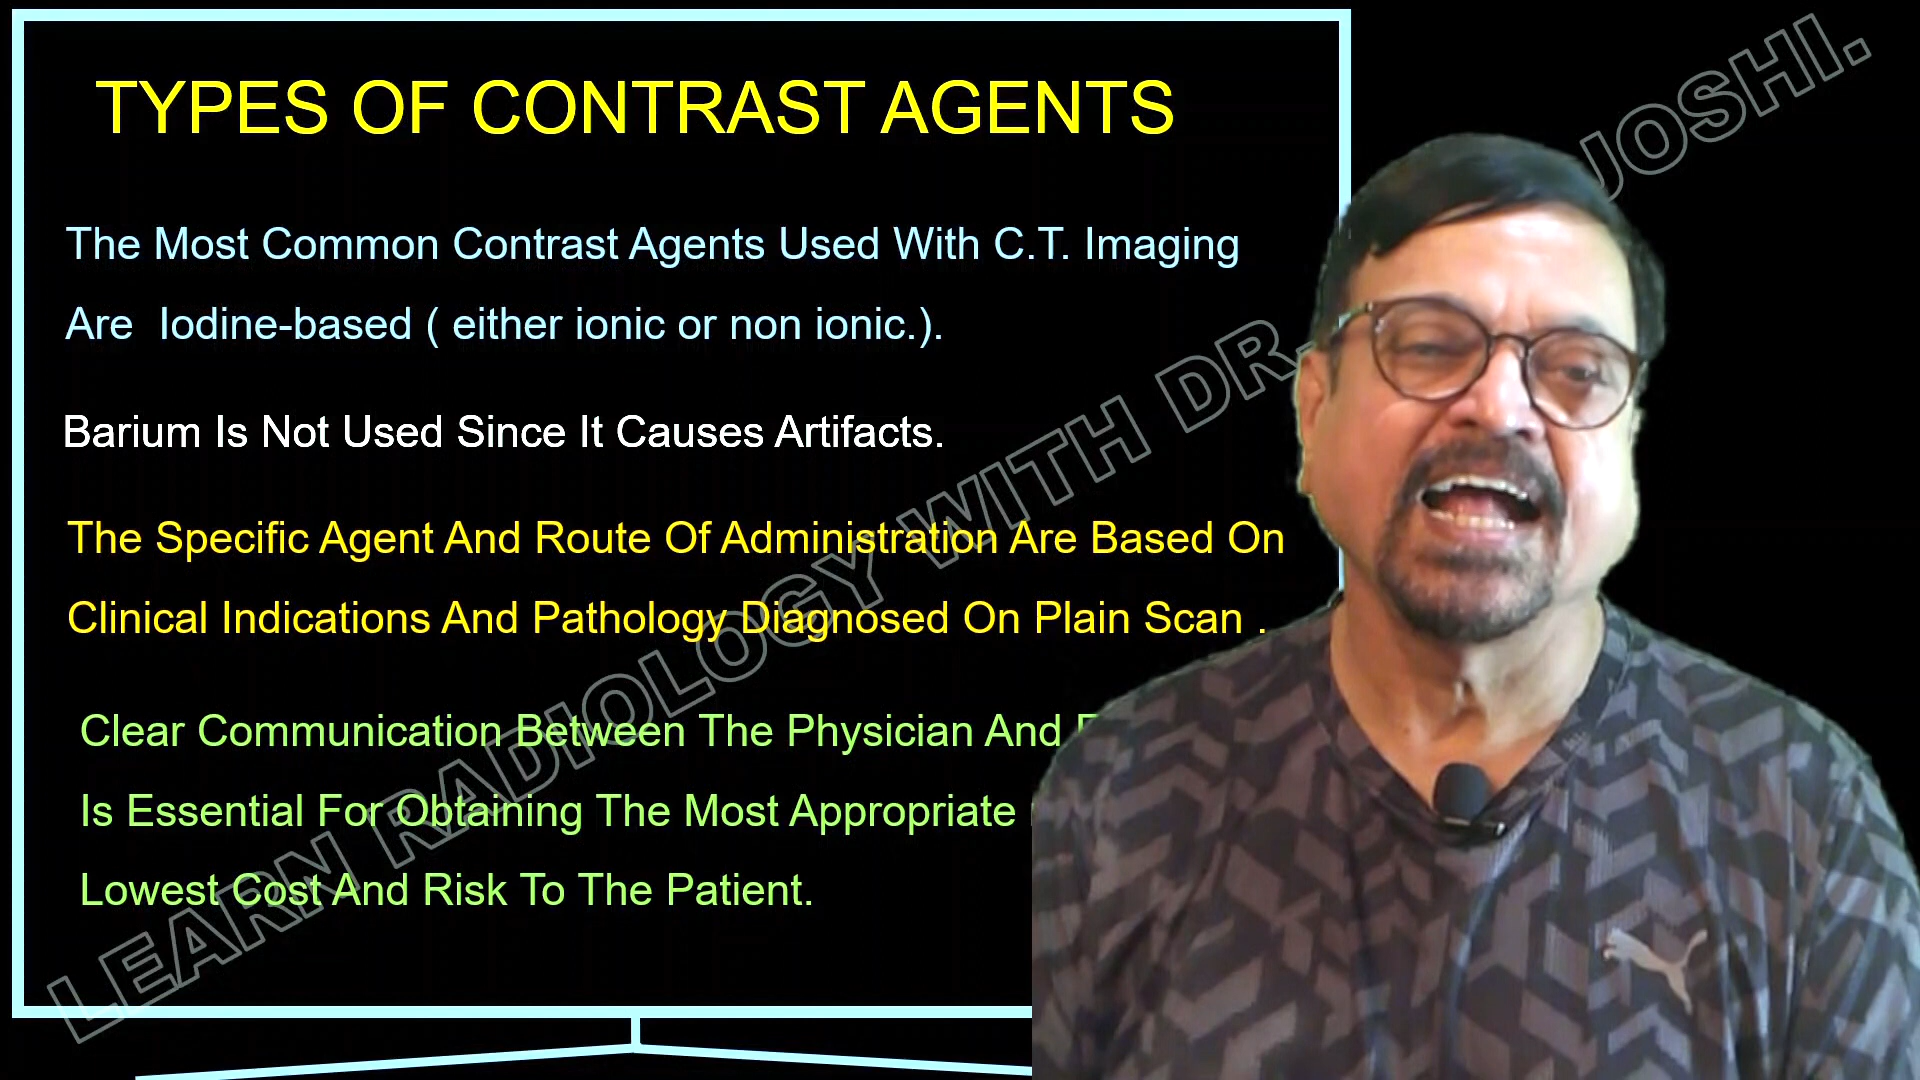 TYPES OF CONTRAST AGENTS
The Most Common Contrast Agents Used With C.T. Imaging
Are Iodine-based ( either ionic or non ionic.).
Barium Is Not Used Since It Causes Artifacts.
The Specific Agent And Route Of Administration Are Based On
Clinical Indications And Pathology Diagnosed On Plain Scan .
Clear Communication Between The Physician And
Is Essential For Obtaining The Most Appropriate
Lowest Cost And Risk To The Patient.
LEARN RADIOLOGY WITH DR. JOSHI.